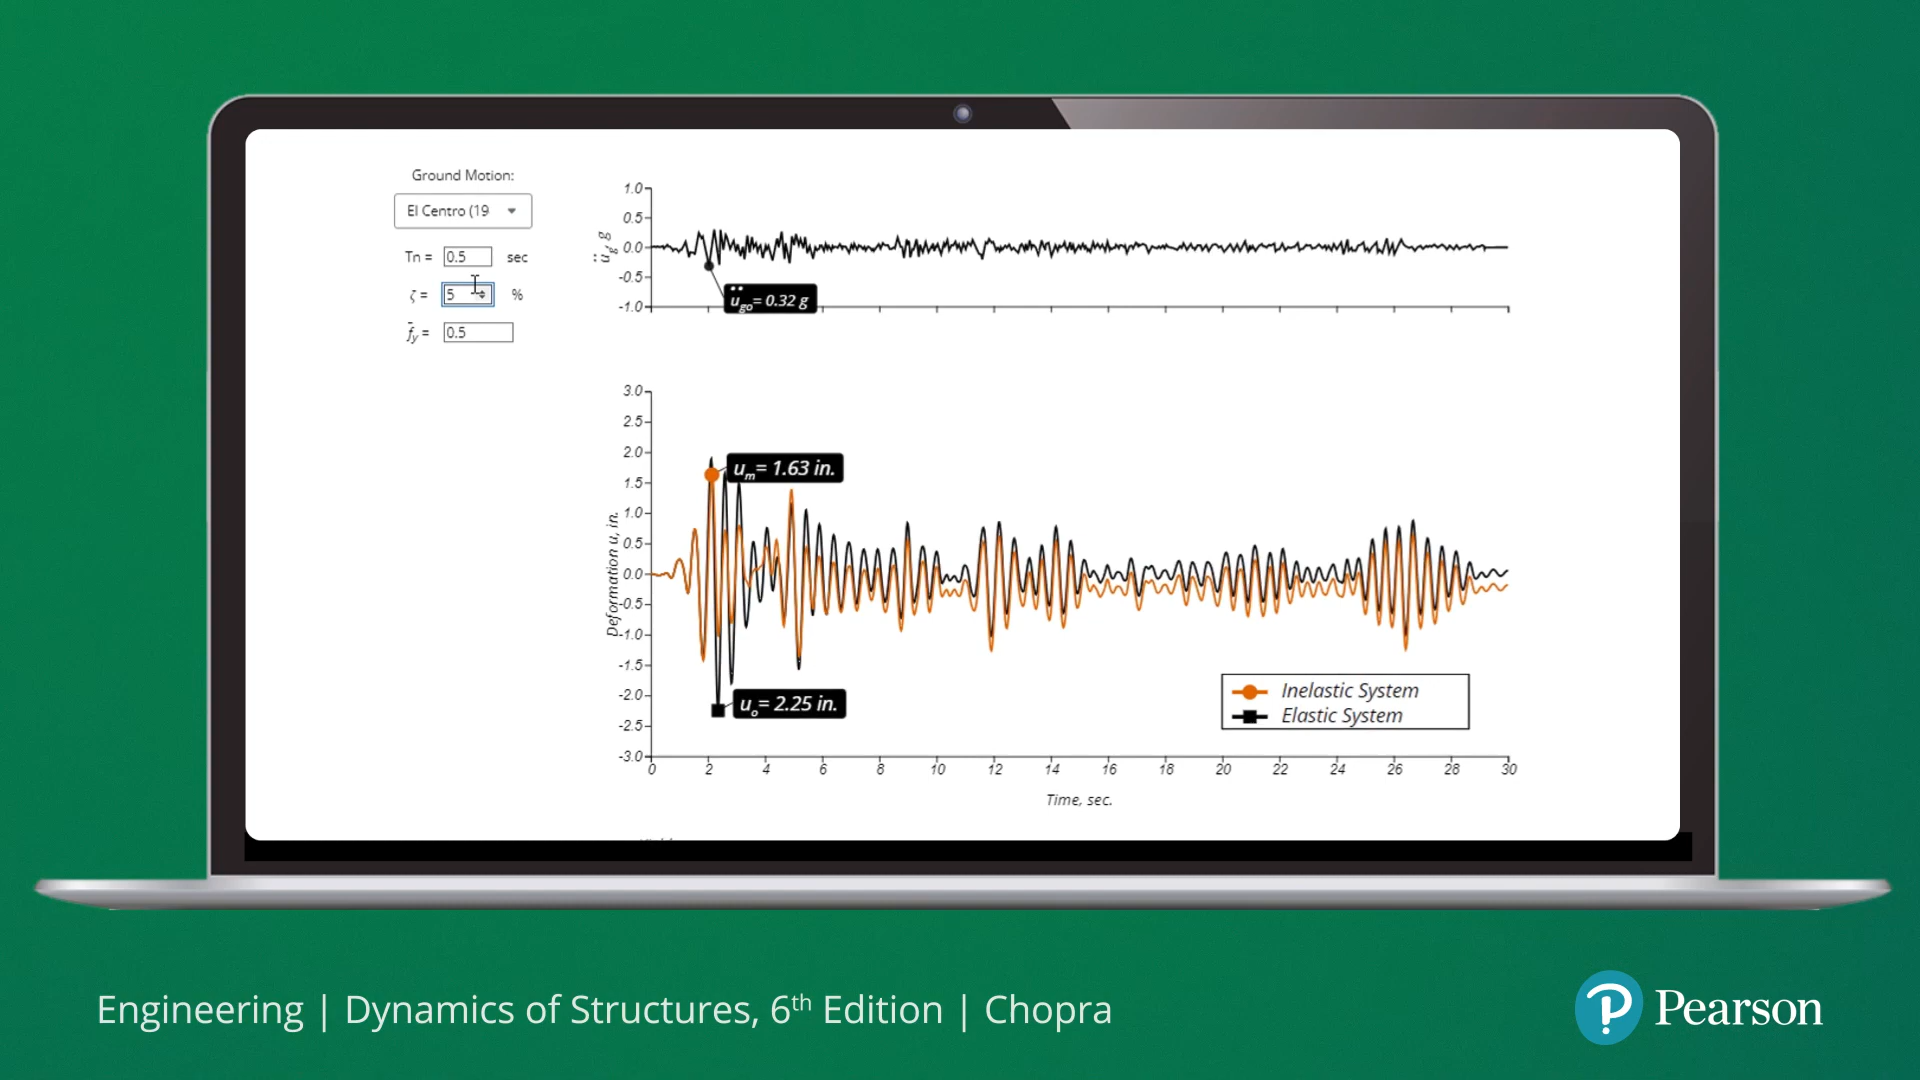 Ground Motion:
El Centro (19
Tn = 0.5 sec
ζ = 5 %
f̄y = 0.5
1.0
0.5
0.0
-0.5
-1.0
üg, g
ügo= 0.32 g
3.0
2.5
2.0
1.5
1.0
0.5
0.0
-0.5
-1.0
-1.5
-2.0
-2.5
-3.0
Deformation u, in.
um= 1.63 in.
uo= 2.25 in.
Inelastic System
Elastic System
0 2 4 6 8 10 12 14 16 18 20 22 24 26 28 30
Time, sec.
Engineering | Dynamics of Structures, 6th Edition | Chopra
P Pearson